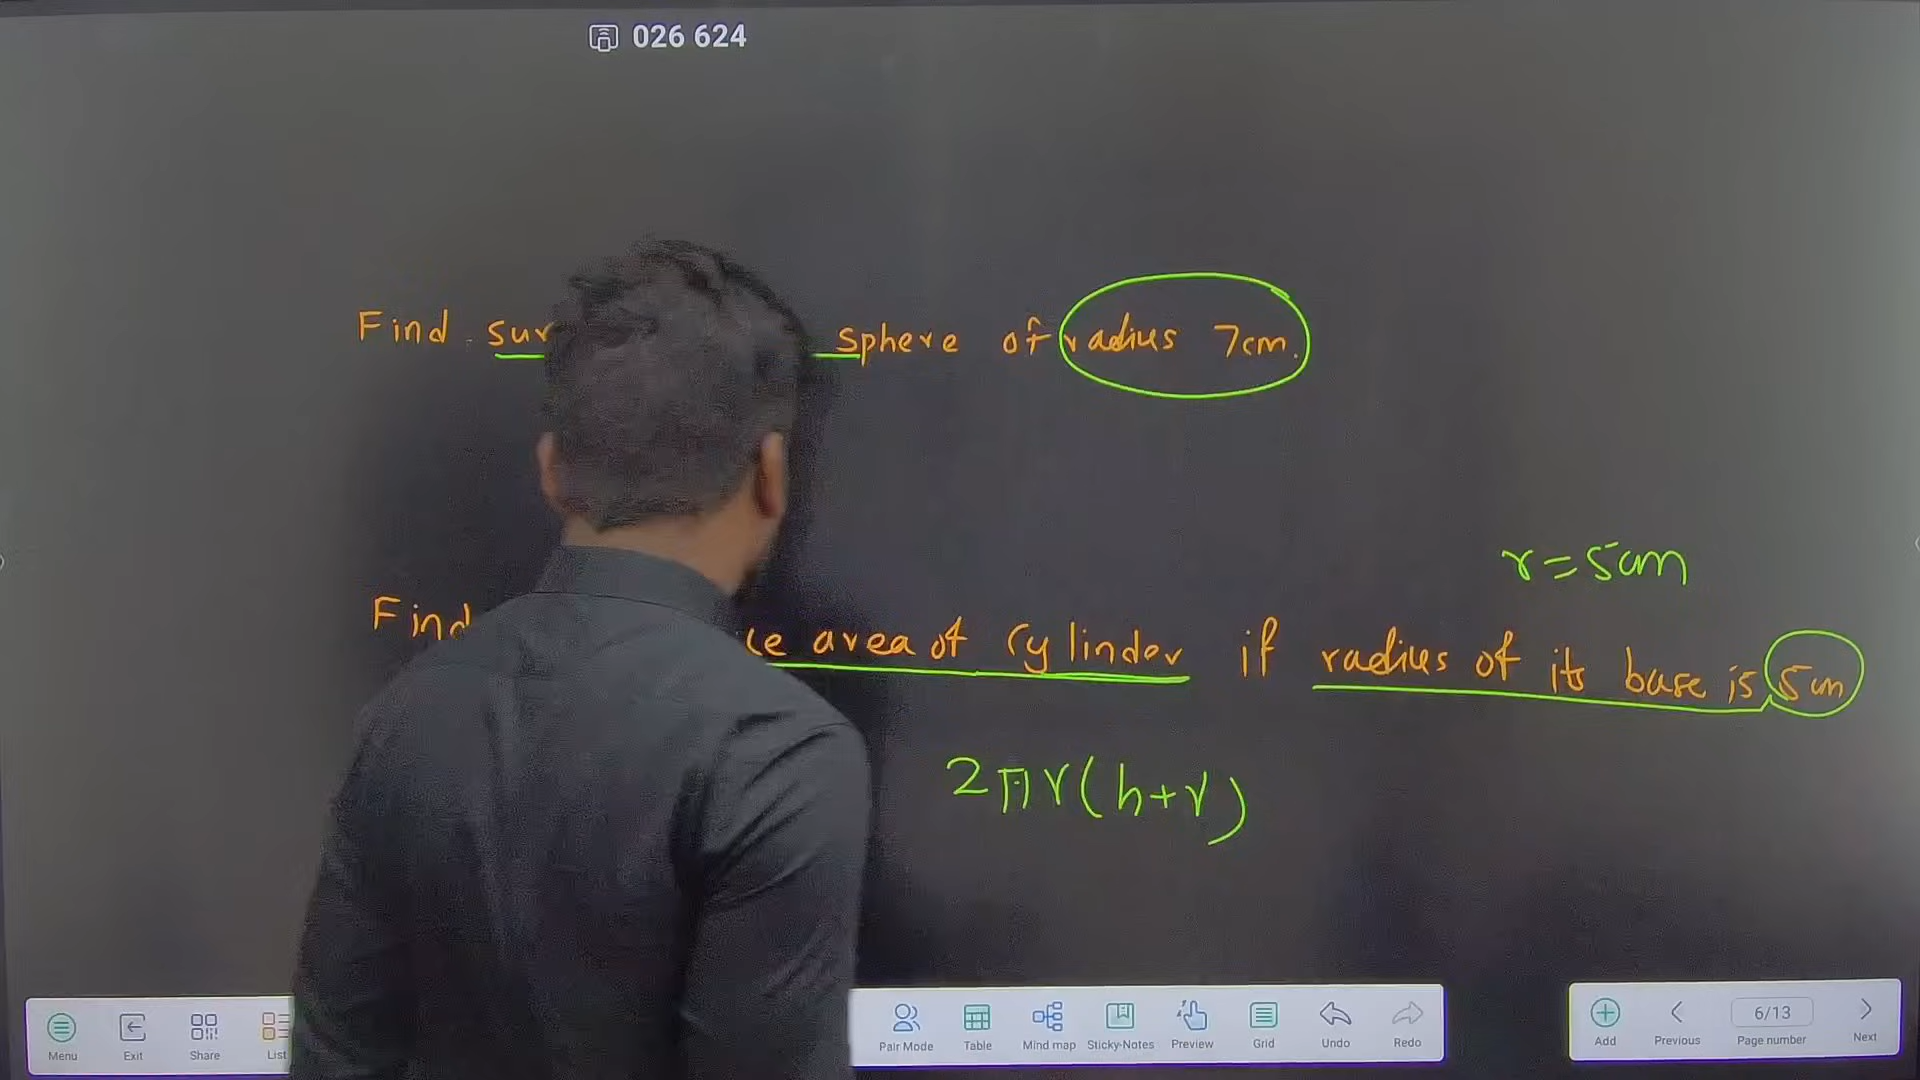 026 624
Find sur sphere of radius 7cm.
r = 5cm
Find ce area of cylinder if radius of its base is 5cm
2πr(h+r)
Menu Exit Share List Pair Mode Table Mind map Sticky-Notes Preview Grid Undo Redo Add Previous 6/13 Page number Next